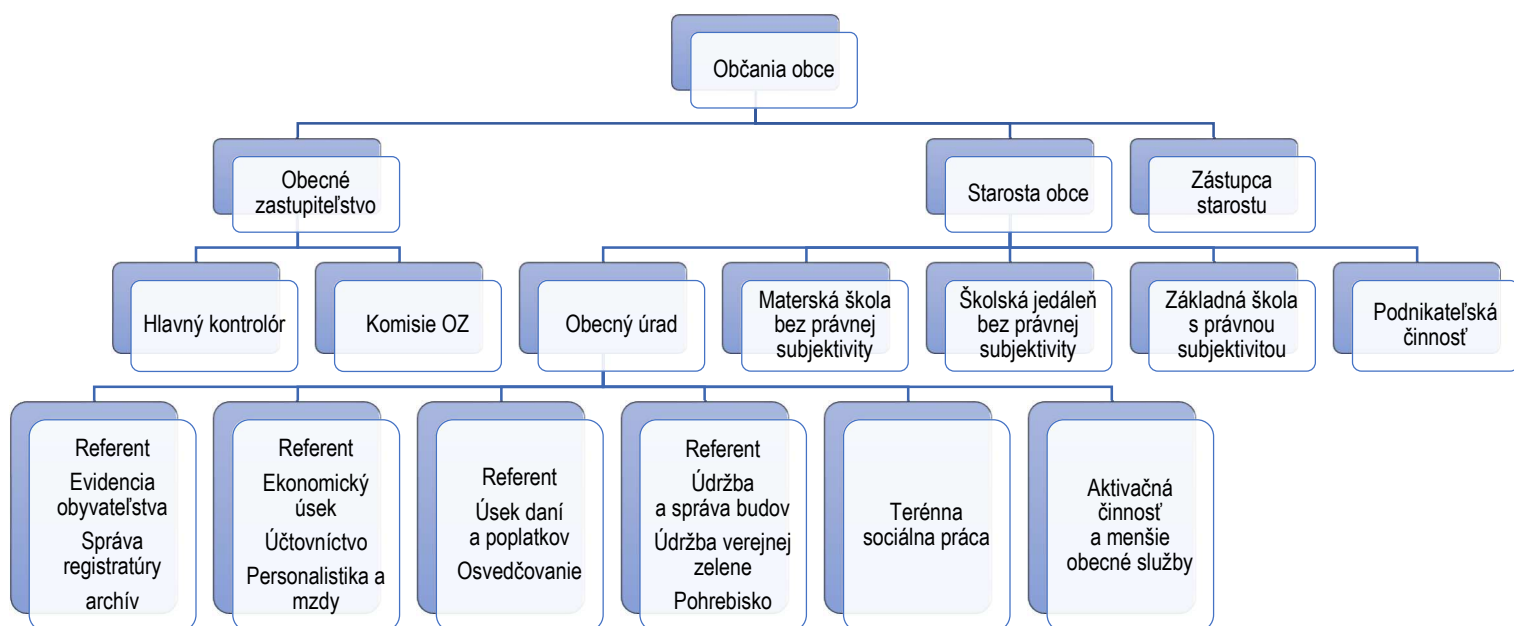 Občania obce
Obecné
zastupiteľstvo
Starosta obce
Zástupca
starostu
Hlavný kontrolór
Komisie OZ
Obecný úrad
Materská škola
bez právnej
subjektivity
Školská jedáleň
bez právnej
subjektivity
Základná škola
s právnou
subjektivitou
Podnikateľská
činnosť
Referent
Evidencia
obyvateľstva
Správa
registratúry
archív
Referent
Ekonomický
úsek
Účtovníctvo
Personalistika a
mzdy
Referent
Úsek daní
a poplatkov
Osvedčovanie
Referent
Údržba
a správa budov
Údržba verejnej
zelene
Pohrebisko
Terénna
sociálna práca
Aktivačná
činnosť
a menšie
obecné služby